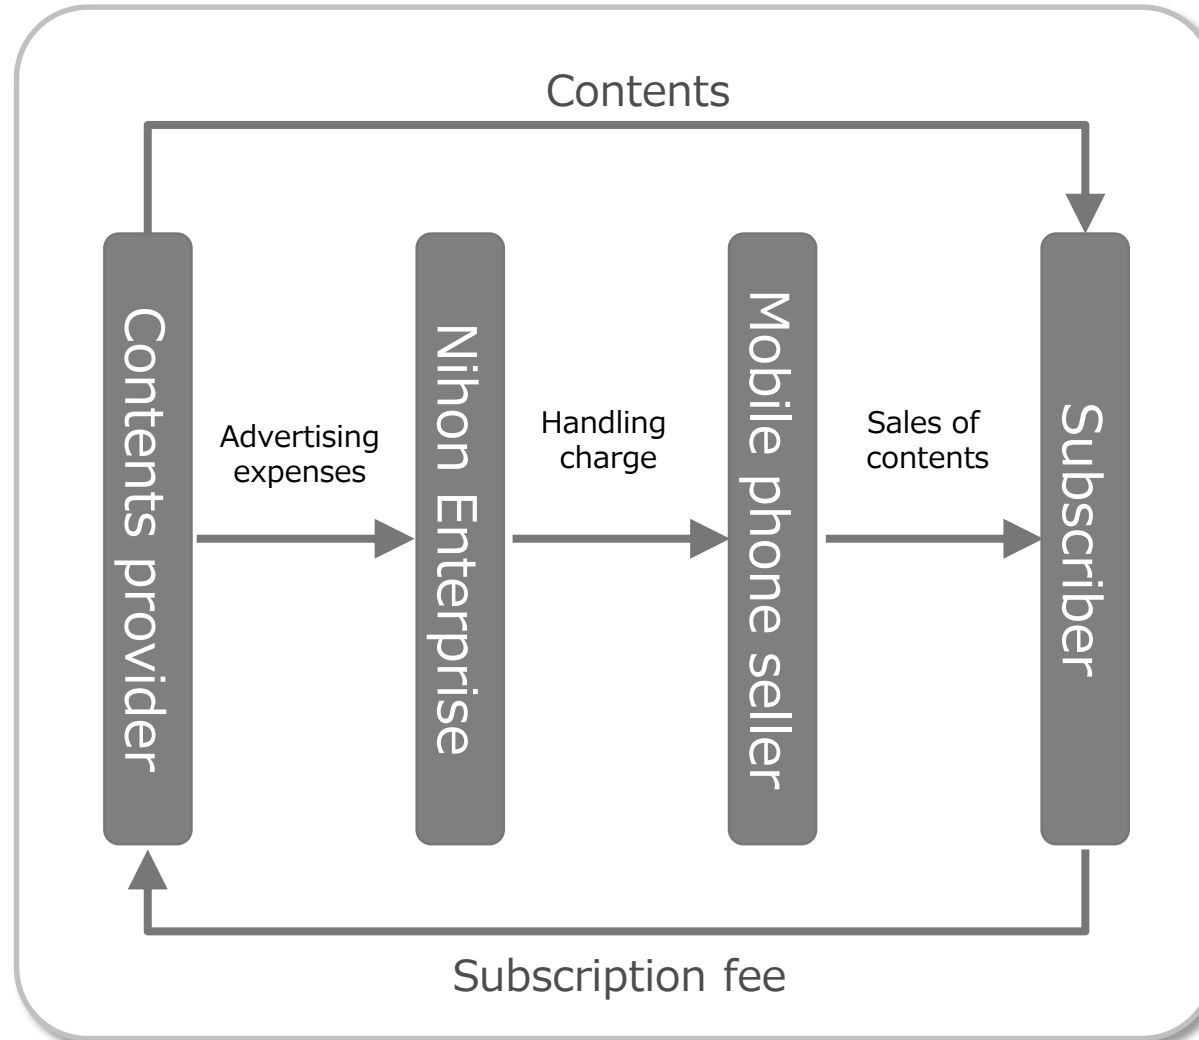 Contents
Contents provider
Advertising
expenses
Nihon Enterprise
Handling
charge
Mobile phone seller
Sales of
contents
Subscriber
Subscription fee